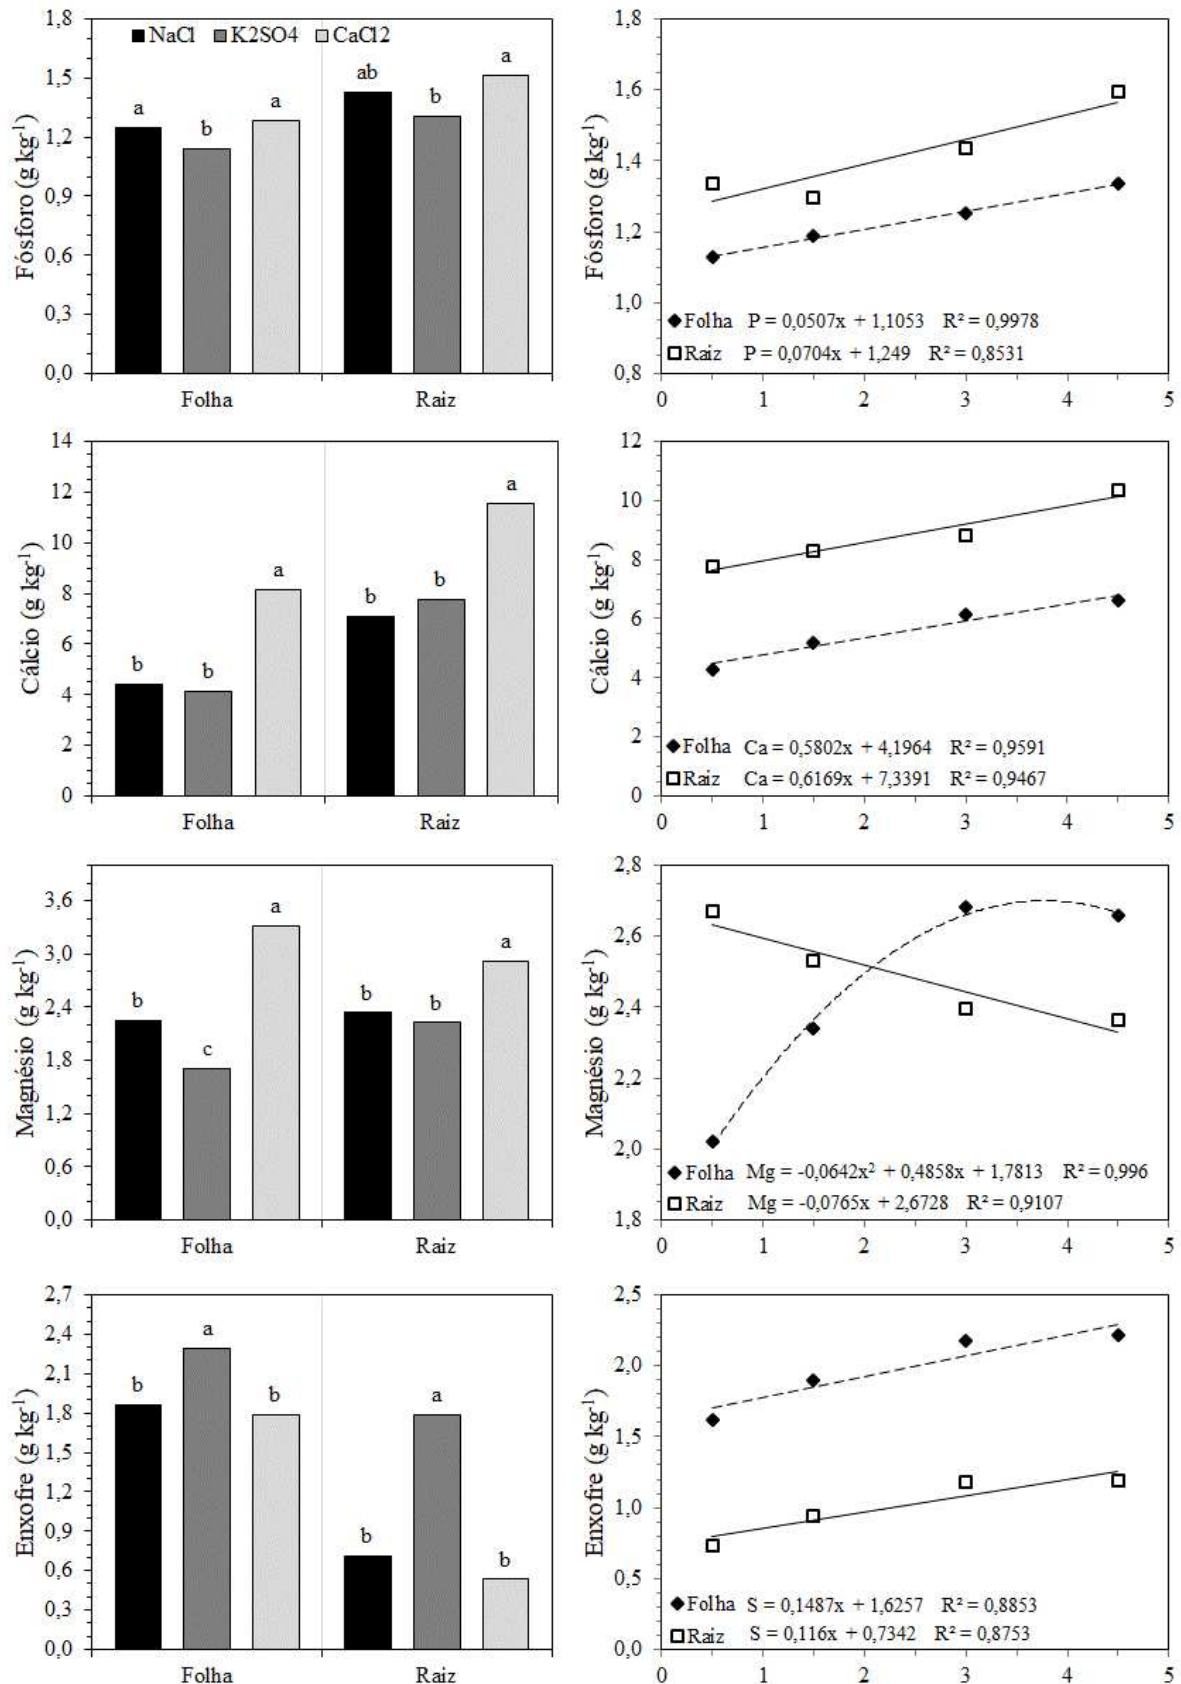 1,8
1,5
1,2
0,9
0,6
0,3
0,0
Fósforo (g kg-1)
NaCl K2SO4 CaCl2
a
b
a
ab
b
a
Folha Raiz
1,8
1,6
1,4
1,2
1,0
0,8
Fósforo (g kg-1)
Folha P = 0,0507x + 1,1053 R² = 0,9978
Raiz P = 0,0704x + 1,249 R² = 0,8531
0 1 2 3 4 5
14
12
10
8
6
4
2
0
Cálcio (g kg-1)
b
b
a
b
b
a
Folha Raiz
12
10
8
6
4
2
0
Cálcio (g kg-1)
Folha Ca = 0,5802x + 4,1964 R² = 0,9591
Raiz Ca = 0,6169x + 7,3391 R² = 0,9467
0 1 2 3 4 5
3,6
3,0
2,4
1,8
1,2
0,6
0,0
Magnésio (g kg-1)
b
c
a
b
b
a
Folha Raiz
2,8
2,6
2,4
2,2
2,0
1,8
Magnésio (g kg-1)
Folha Mg = -0,0642x² + 0,4858x + 1,7813 R² = 0,996
Raiz Mg = -0,0765x + 2,6728 R² = 0,9107
0 1 2 3 4 5
2,7
2,4
2,1
1,8
1,5
1,2
0,9
0,6
0,3
0,0
Enxofre (g kg-1)
b
a
b
b
a
b
Folha Raiz
2,5
2,0
1,5
1,0
0,5
0,0
Enxofre (g kg-1)
Folha S = 0,1487x + 1,6257 R² = 0,8853
Raiz S = 0,116x + 0,7342 R² = 0,8753
0 1 2 3 4 5